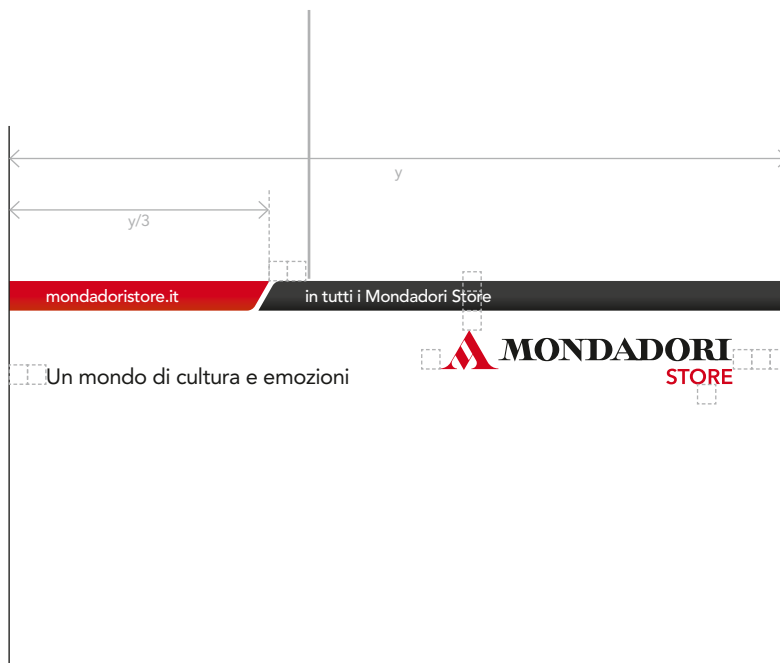 y
y/3
mondadoristore.it
in tutti i Mondadori Store
MONDADORI
STORE
Un mondo di cultura e emozioni